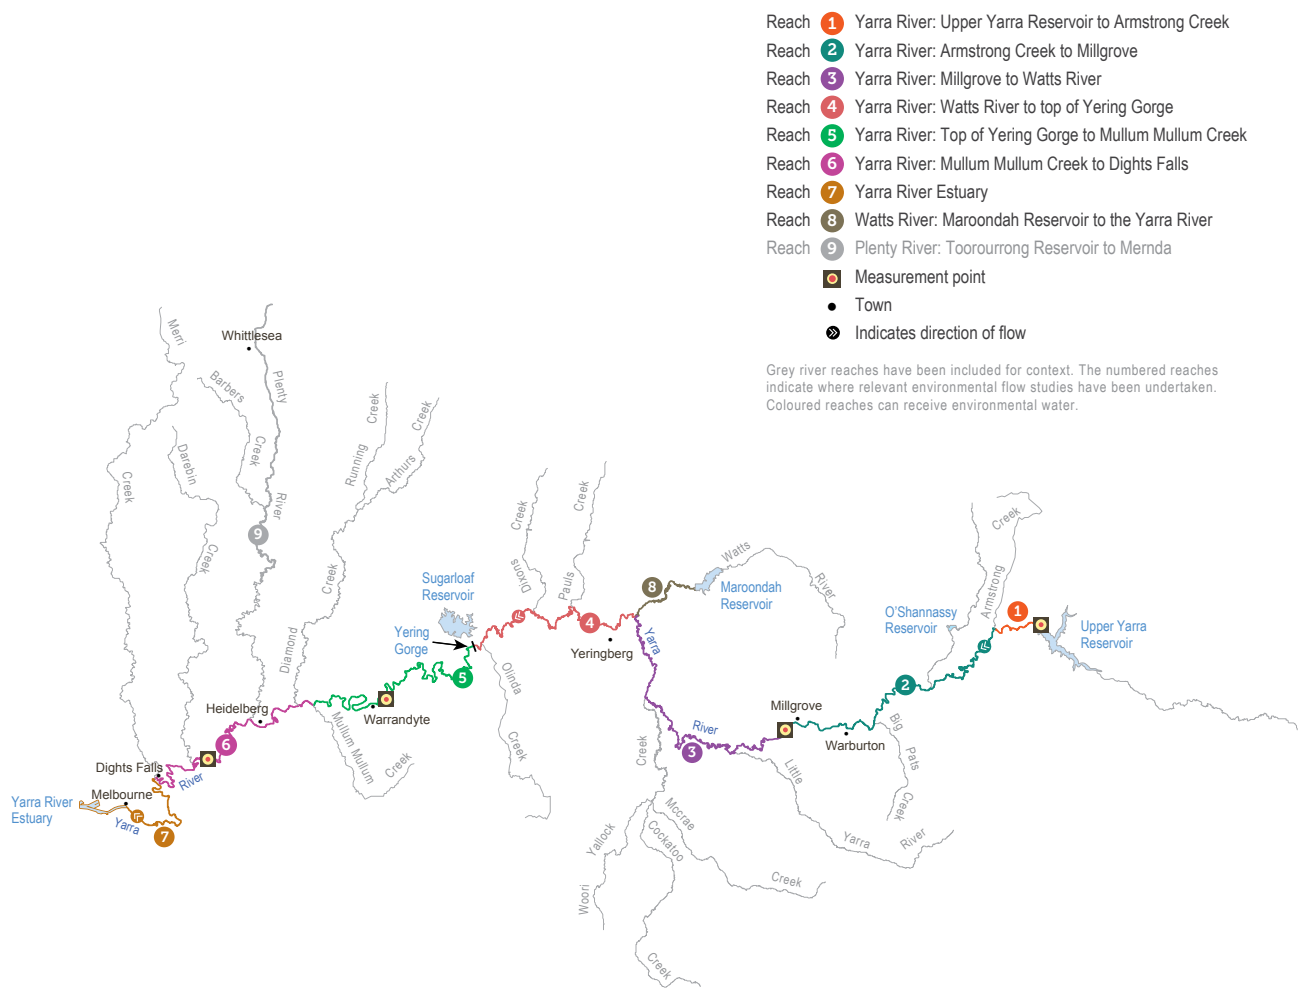 Reach 1 Yarra River: Upper Yarra Reservoir to Armstrong Creek
Reach 2 Yarra River: Armstrong Creek to Millgrove
Reach 3 Yarra River: Millgrove to Watts River
Reach 4 Yarra River: Watts River to top of Yering Gorge
Reach 5 Yarra River: Top of Yering Gorge to Mullum Mullum Creek
Reach 6 Yarra River: Mullum Mullum Creek to Dights Falls
Reach 7 Yarra River Estuary
Reach 8 Watts River: Maroondah Reservoir to the Yarra River
Reach 9 Plenty River: Toorourrong Reservoir to Mernda
Measurement point
Town
Indicates direction of flow
Grey river reaches have been included for context. The numbered reaches
indicate where relevant environmental flow studies have been undertaken.
Coloured reaches can receive environmental water.
Merri
Creek
Whittlesea
Barbers
Creek
Plenty
River
Darebin
Creek
9
Running
Creek
Arthurs
Creek
Diamond
Creek
Sugarloaf
Reservoir
Yering
Gorge
Dixons
Creek
Pauls
Creek
4
Yeringberg
8
Watts
River
Maroondah
Reservoir
O'Shannassy
Reservoir
Armstrong
Creek
1
Upper Yarra
Reservoir
5
Olinda
Creek
Yarra
River
3
2
Millgrove
Warburton
Big
Pats
Creek
Little
Yarra
River
Heidelberg
6
Warrandyte
Mullum Mullum
Creek
Dights Falls
River
Melbourne
Yarra River
Estuary
Yarra
7
Creek
Woori
Yallock
Mccrae
Creek
Cockatoo
Creek